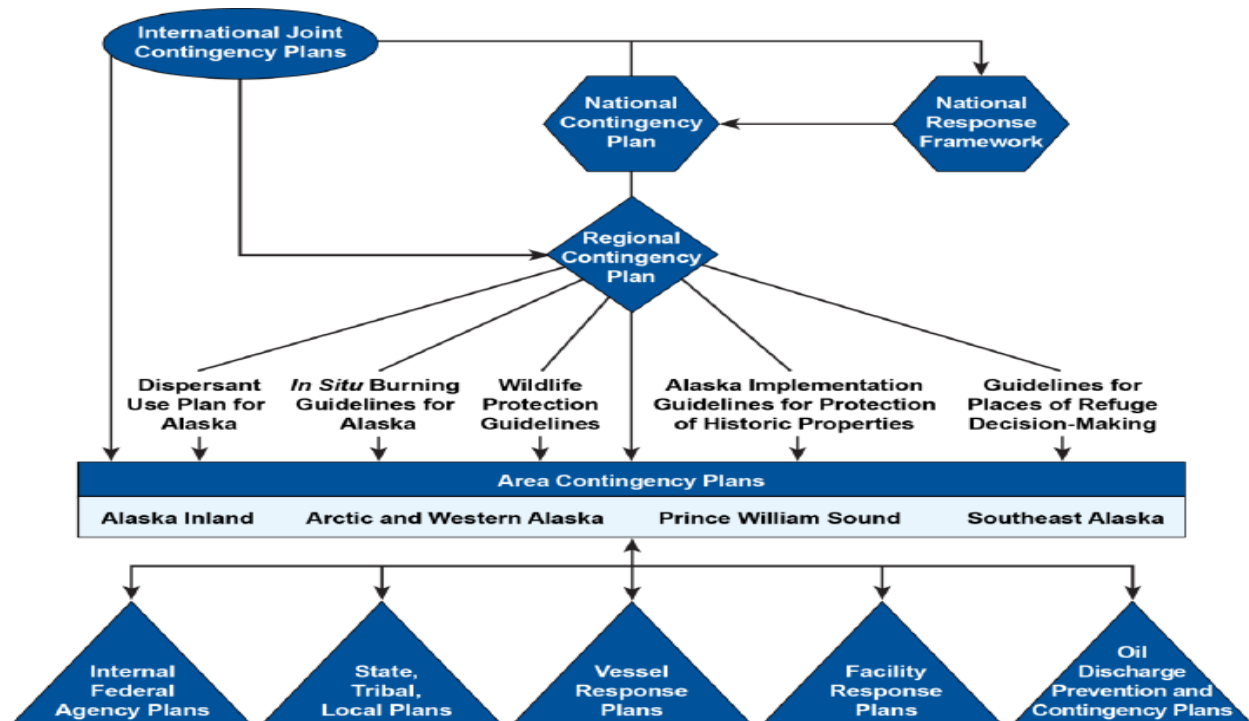 International Joint
Contingency Plans
National
Contingency
Plan
National
Response
Framework
Regional
Contingency
Plan
Dispersant
Use Plan for
Alaska
In Situ Burning
Guidelines for
Alaska
Wildlife
Protection
Guidelines
Alaska Implementation
Guidelines for Protection
of Historic Properties
Guidelines for
Places of Refuge
Decision-Making
Area Contingency Plans
Alaska Inland
Arctic and Western Alaska
Prince William Sound
Southeast Alaska
Internal
Federal
Agency Plans
State,
Tribal,
Local Plans
Vessel
Response
Plans
Facility
Response
Plans
Oil
Discharge
Prevention and
Contingency Plans